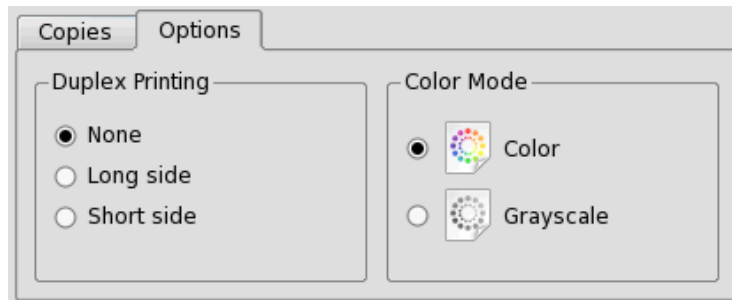 Copies
Options
Duplex Printing
None
Long side
Short side
Color Mode
Color
Grayscale